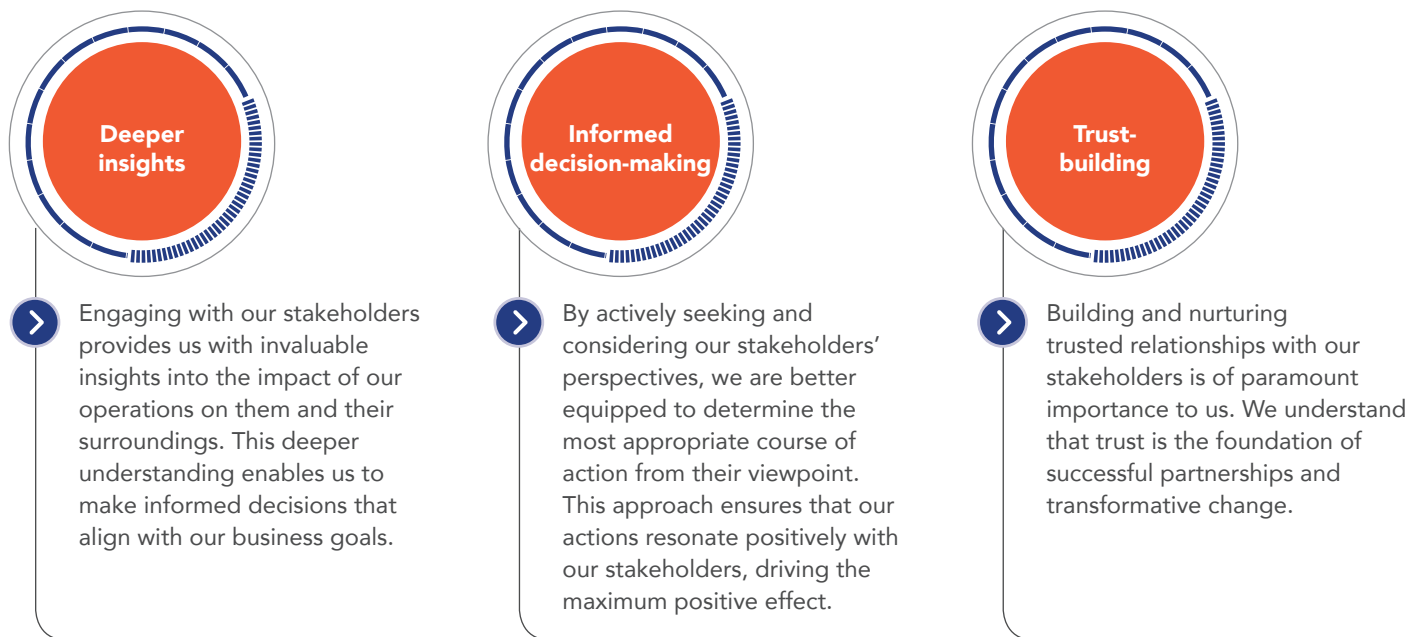 Deeper
insights
Engaging with our stakeholders
provides us with invaluable
insights into the impact of our
operations on them and their
surroundings. This deeper
understanding enables us to
make informed decisions that
align with our business goals.
Informed
decision-making
By actively seeking and
considering our stakeholders’
perspectives, we are better
equipped to determine the
most appropriate course of
action from their viewpoint.
This approach ensures that our
actions resonate positively with
our stakeholders, driving the
maximum positive effect.
Trust-
building
Building and nurturing
trusted relationships with our
stakeholders is of paramount
importance to us. We understand
that trust is the foundation of
successful partnerships and
transformative change.